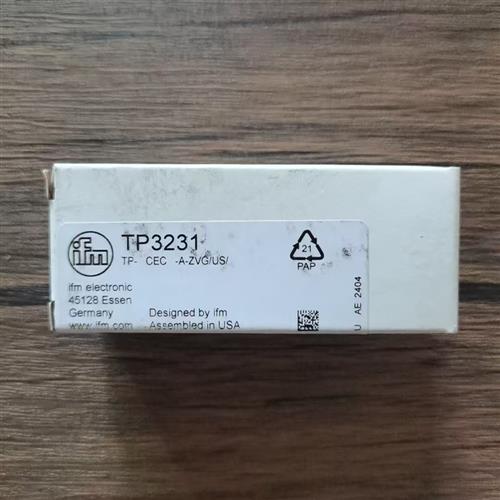 ifm
TP3231
TP- CEC -A-ZVG/US/
ifm electronic
45128 Essen
Germany
www.ifm.com
Designed by ifm
Assembled in USA
21
PAP
U AE 2404